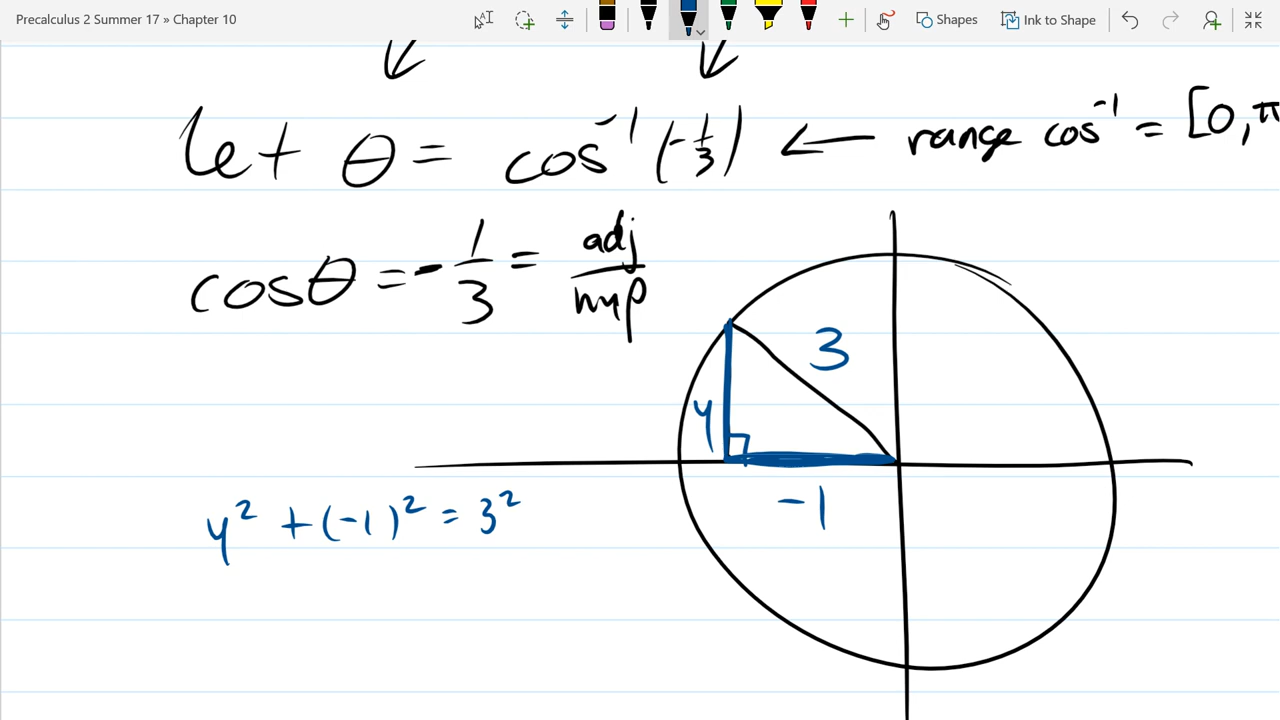 Precalculus 2 Summer 17 » Chapter 10
Shapes
Ink to Shape
let θ = cos⁻¹(-1/3) ← range cos⁻¹ = [0, π
cosθ = -1/3 = adj/hyp
3
y
-1
y² + (-1)² = 3²